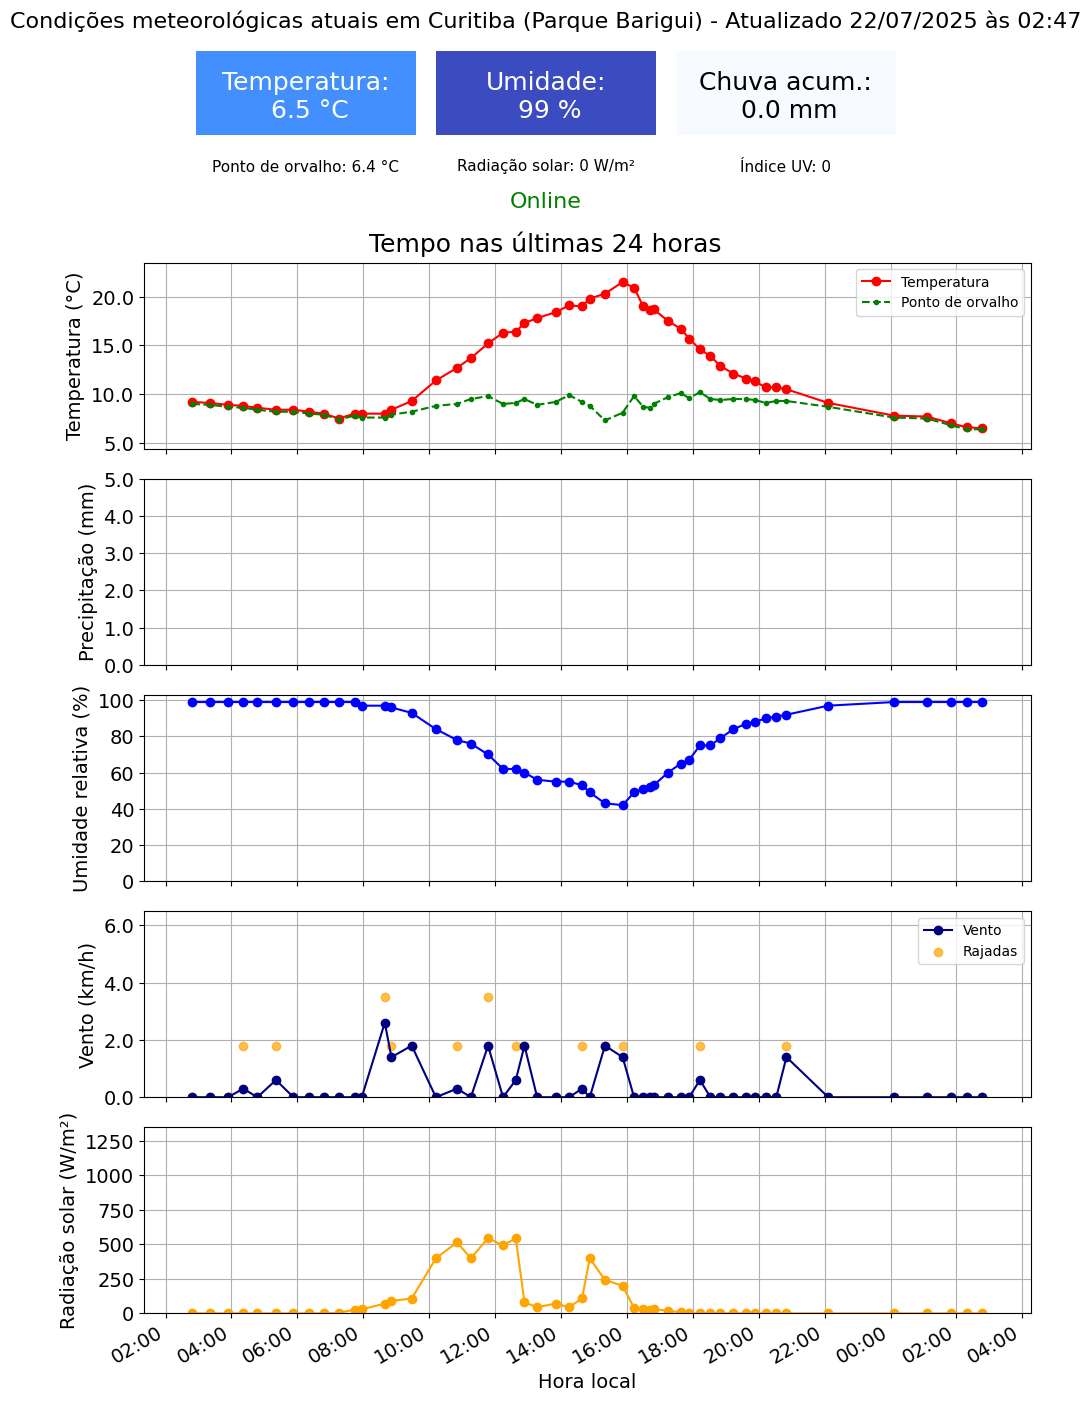 Condições meteorológicas atuais em Curitiba (Parque Barigui) - Atualizado 22/07/2025 às 02:47
Temperatura:
6.5 °C
Umidade:
99 %
Chuva acum.:
0.0 mm
Ponto de orvalho: 6.4 °C
Radiação solar: 0 W/m²
Índice UV: 0
Online
Tempo nas últimas 24 horas
Temperatura (°C)
20.0
15.0
10.0
5.0
Temperatura
Ponto de orvalho
Precipitação (mm)
5.0
4.0
3.0
2.0
1.0
0.0
Umidade relativa (%)
100
80
60
40
20
0
Vento (km/h)
6.0
4.0
2.0
0.0
Vento
Rajadas
Radiação solar (W/m²)
1250
1000
750
500
250
0
02:00 04:00 06:00 08:00 10:00 12:00 14:00 16:00 18:00 20:00 22:00 00:00 02:00 04:00
Hora local